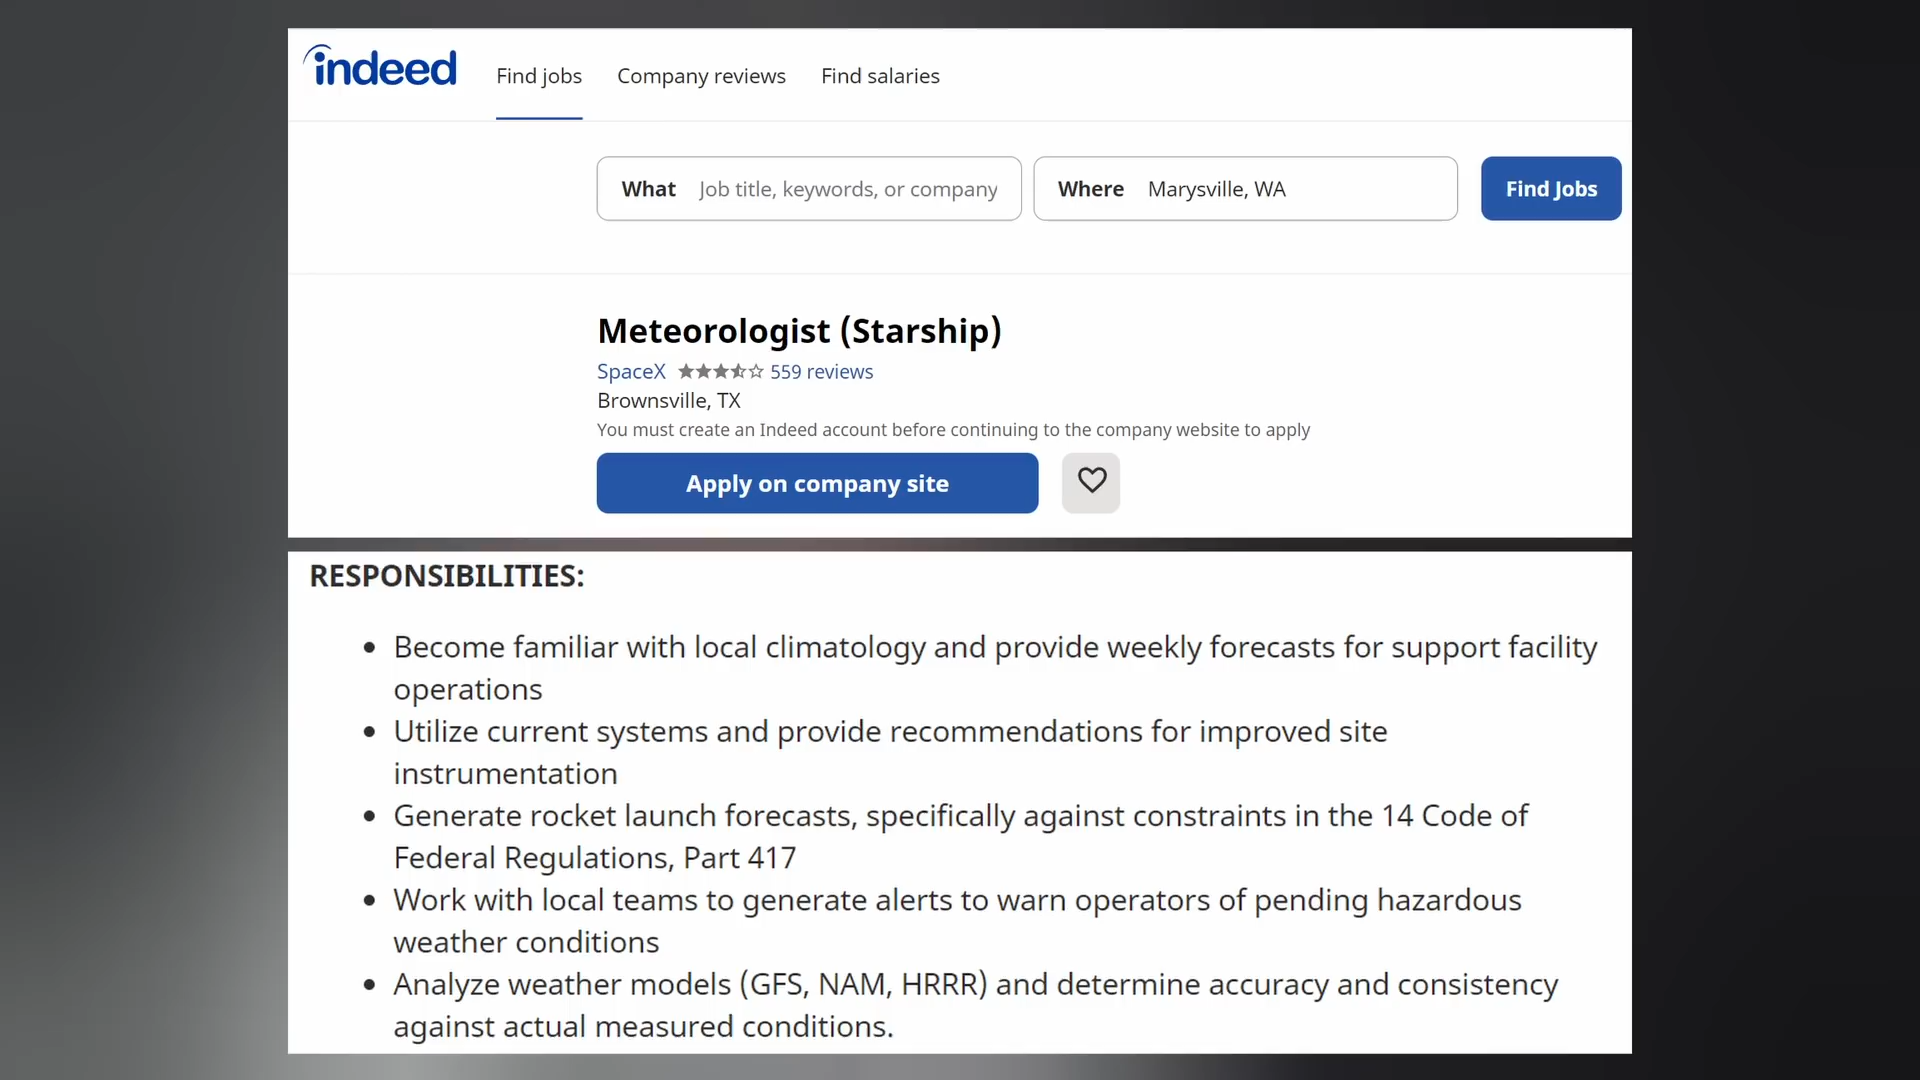 indeed Find jobs Company reviews Find salaries
What Job title, keywords, or company Where Marysville, WA Find Jobs
Meteorologist (Starship)
SpaceX 559 reviews
Brownsville, TX
You must create an Indeed account before continuing to the company website to apply
Apply on company site
RESPONSIBILITIES:
• Become familiar with local climatology and provide weekly forecasts for support facility
operations
• Utilize current systems and provide recommendations for improved site
instrumentation
• Generate rocket launch forecasts, specifically against constraints in the 14 Code of
Federal Regulations, Part 417
• Work with local teams to generate alerts to warn operators of pending hazardous
weather conditions
• Analyze weather models (GFS, NAM, HRRR) and determine accuracy and consistency
against actual measured conditions.